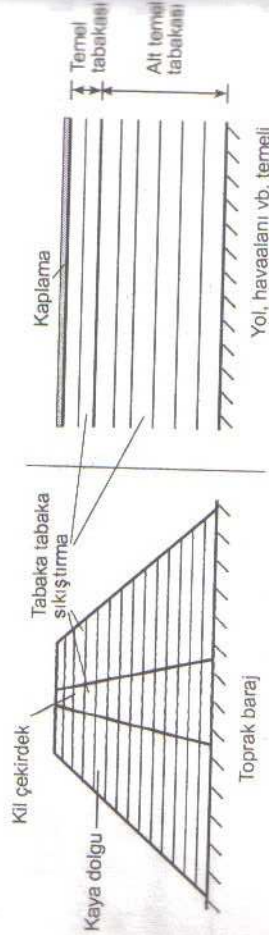 Kil çekirdek
Kaya dolgu
Tabaka tabaka
sıkıştırma
Toprak baraj
Kaplama
Temel
tabakası
Alt temel
tabakası
Yol, havaalanı vb. temeli